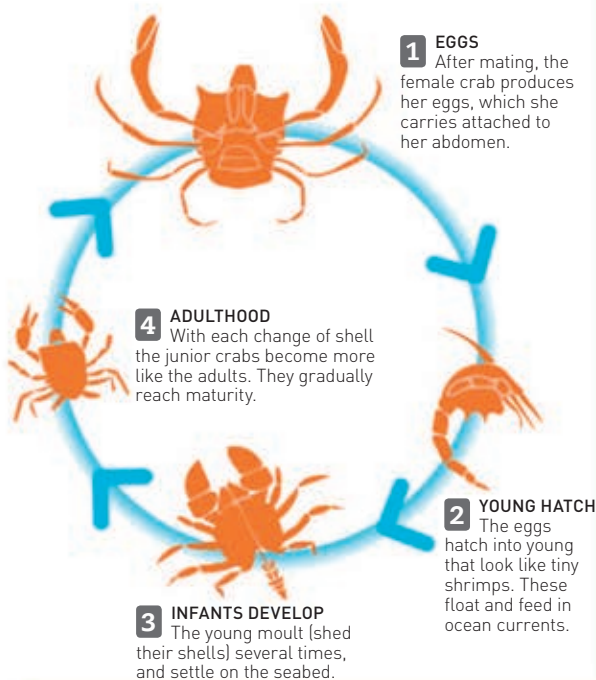 1 EGGS
After mating, the
female crab produces
her eggs, which she
carries attached to
her abdomen.
2 YOUNG HATCH
The eggs
hatch into young
that look like tiny
shrimps. These
float and feed in
ocean currents.
3 INFANTS DEVELOP
The young moult (shed
their shells) several times,
and settle on the seabed.
4 ADULTHOOD
With each change of shell
the junior crabs become more
like the adults. They gradually
reach maturity.